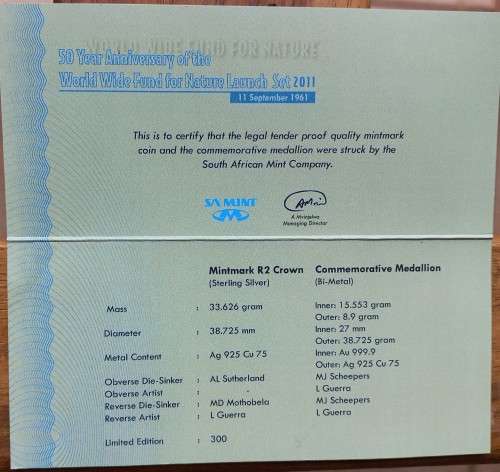 WORLD WIDE FUND FOR NATURE
50 Year Anniversary of the
World Wide Fund for Nature Launch Set 2011
11 September 1961
This is to certify that the legal tender proof quality mintmark
coin and the commemorative medallion were struck by the
South African Mint Company.
SA MINT
A Mvinjelwa
Managing Director
Mintmark R2 Crown Commemorative Medallion
(Sterling Silver) (Bi-Metal)
Mass : 33.626 gram Inner: 15.553 gram
Outer: 8.9 gram
Diameter : 38.725 mm Inner: 27 mm
Outer: 38.725 gram
Metal Content : Ag 925 Cu 75 Inner: Au 999.9
Outer: Ag 925 Cu 75
Obverse Die-Sinker : AL Sutherland MJ Scheepers
Obverse Artist : L Guerra
Reverse Die-Sinker : MD Mothobela MJ Scheepers
Reverse Artist : L Guerra L Guerra
Limited Edition : 300